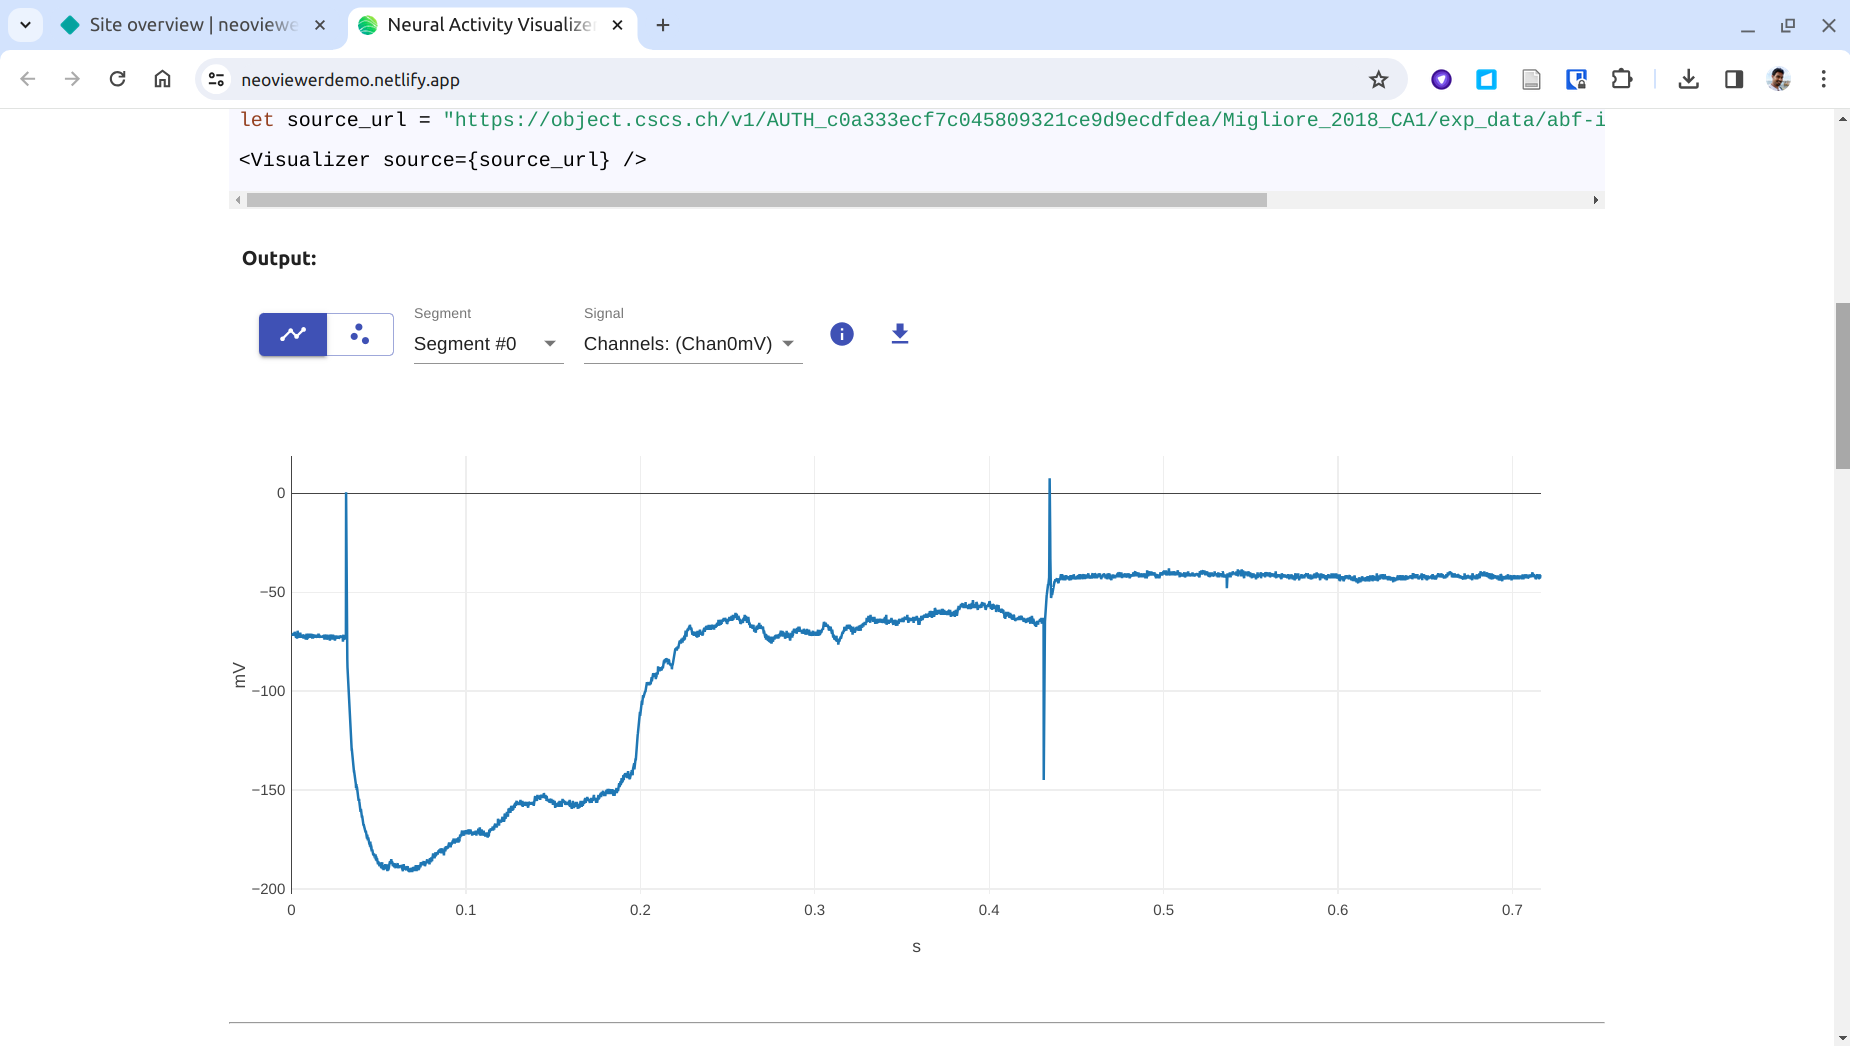 Site overview | neoviewe
Neural Activity Visualize
neoviewerdemo.netlify.app
let source_url = "https://object.cscs.ch/v1/AUTH_c0a333ecf7c045809321ce9d9ecdfdea/Migliore_2018_CA1/exp_data/abf-i
<Visualizer source={source_url} />
Output:
Segment
Signal
Segment #0
Channels: (Chan0mV)
0
−50
−100
−150
−200
mV
0
0.1
0.2
0.3
0.4
0.5
0.6
0.7
s